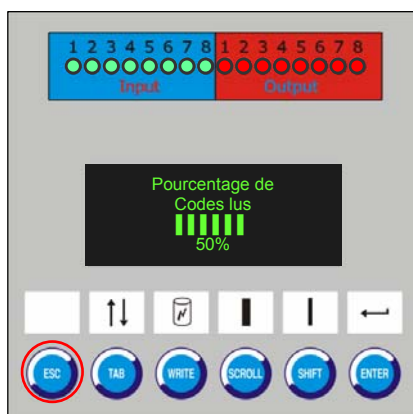 1 2 3 4 5 6 7 8 1 2 3 4 5 6 7 8
Input Output
Pourcentage de
Codes lus
50%
ESC TAB WRITE SCROLL SHIFT ENTER